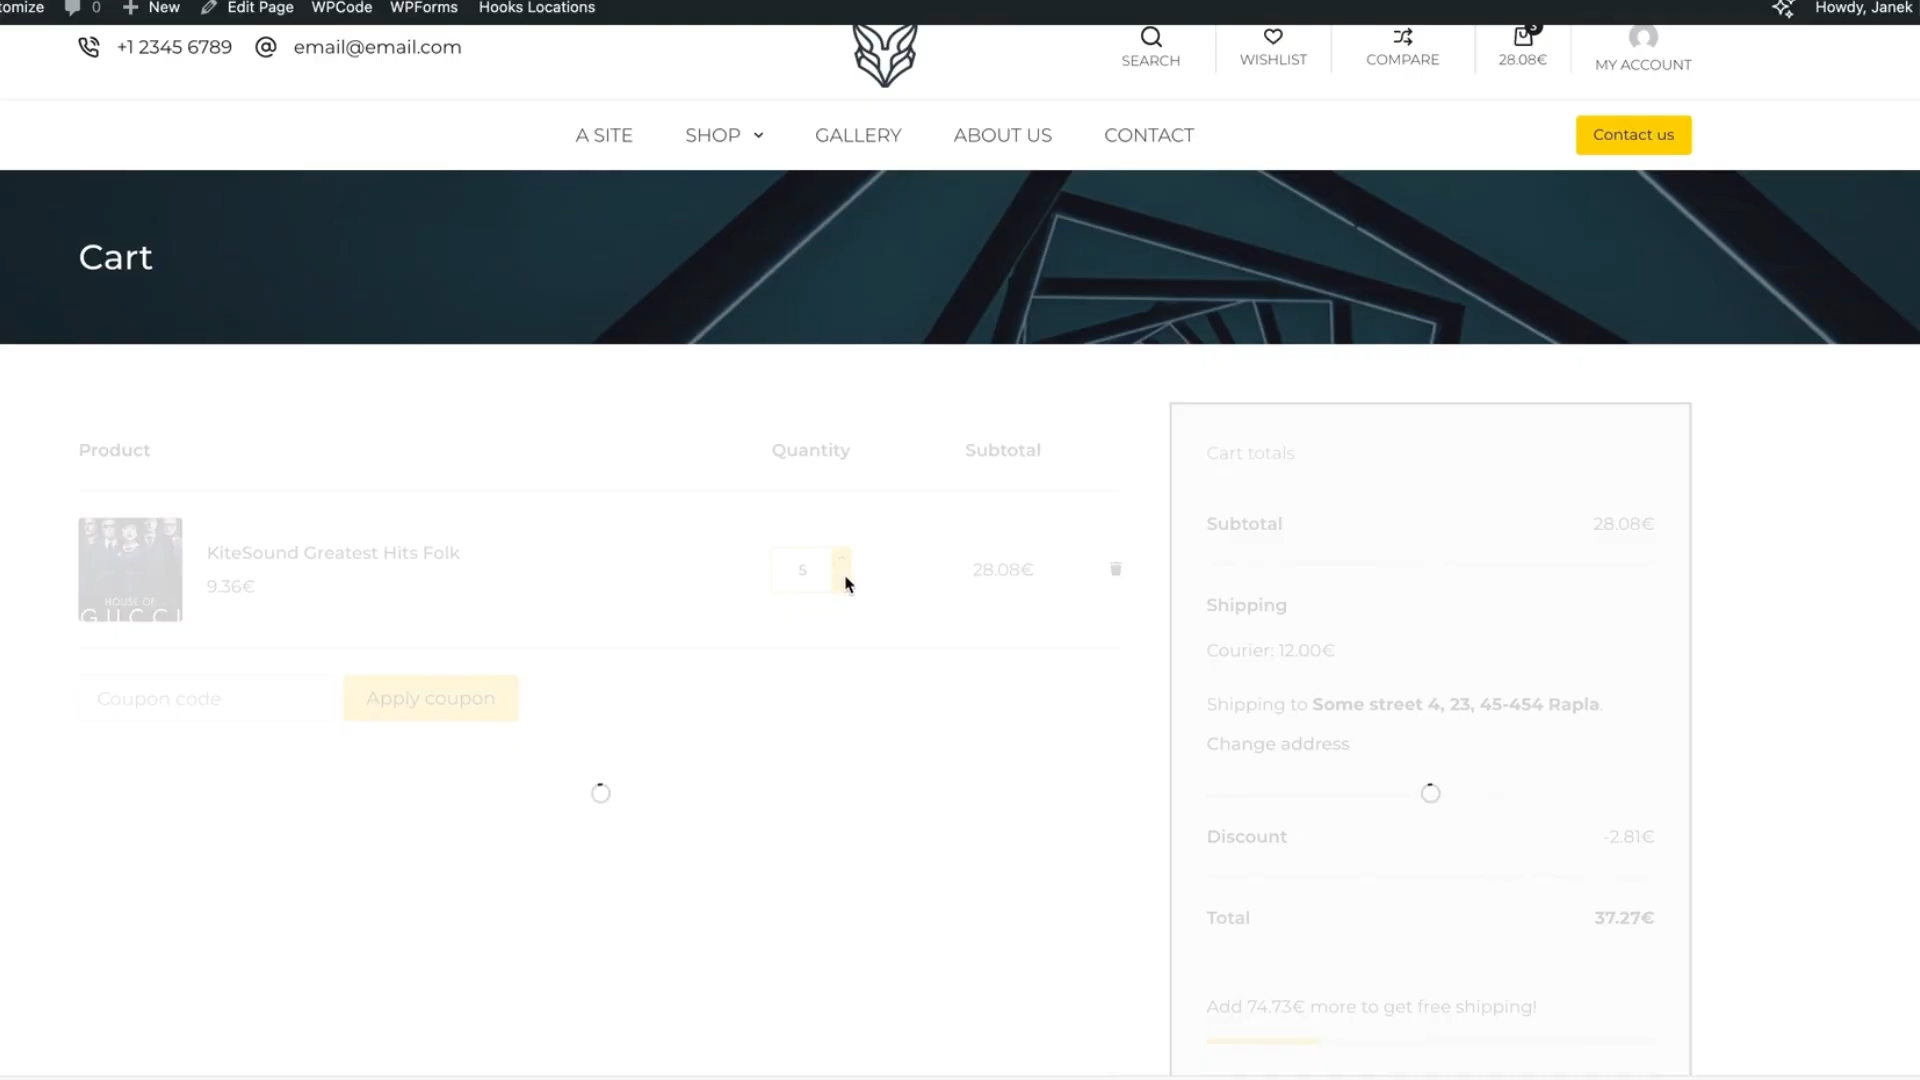 tomize 0 New Edit Page WPCode WPForms Hooks Locations Howdy, Janek
+1 2345 6789 email@email.com
SEARCH WISHLIST COMPARE 28.08€ MY ACCOUNT
A SITE SHOP GALLERY ABOUT US CONTACT Contact us
Cart
Product Quantity Subtotal
KiteSound Greatest Hits Folk
9.36€
5
28.08€
HOUSE OF
GUCCI
Coupon code Apply coupon
Cart totals
Subtotal 28.08€
Shipping
Courier: 12.00€
Shipping to Some street 4, 23, 45-454 Rapla.
Change address
Discount -2.81€
Total 37.27€
Add 74.73€ more to get free shipping!